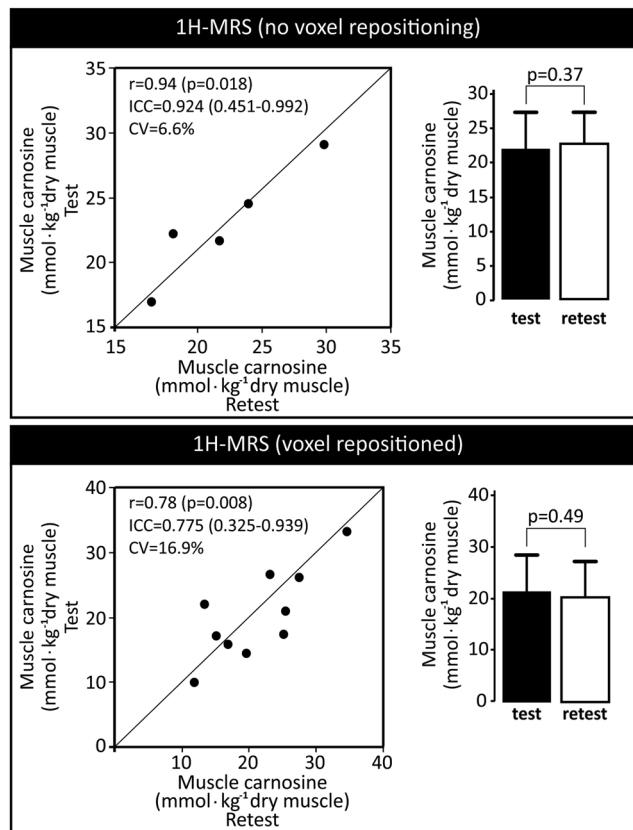 1H-MRS (no voxel repositioning)
35
30
25
20
15
Muscle carnosine
(mmol·kg⁻¹dry muscle)
Test
r=0.94 (p=0.018)
ICC=0.924 (0.451-0.992)
CV=6.6%
15
20
25
30
35
Muscle carnosine
(mmol·kg⁻¹dry muscle)
Retest
p=0.37
Muscle carnosine
(mmol·kg⁻¹dry muscle)
30
25
20
15
10
5
0
test
retest
1H-MRS (voxel repositioned)
40
30
20
10
0
Muscle carnosine
(mmol·kg⁻¹dry muscle)
Test
r=0.78 (p=0.008)
ICC=0.775 (0.325-0.939)
CV=16.9%
10
20
30
40
Muscle carnosine
(mmol·kg⁻¹dry muscle)
Retest
p=0.49
Muscle carnosine
(mmol·kg⁻¹dry muscle)
40
30
20
10
0
test
retest